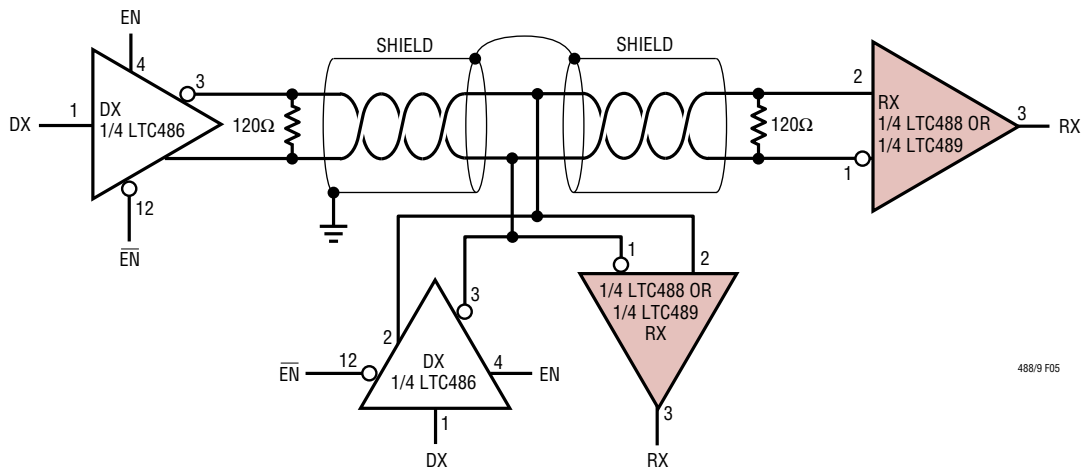 EN
4
SHIELD
SHIELD
3
2
1
DX
DX
1/4 LTC486
120Ω
120Ω
RX
1/4 LTC488 OR
1/4 LTC489
3
RX
1
12
EN
1
2
3
1/4 LTC488 OR
1/4 LTC489
RX
2
EN
12
DX
1/4 LTC486
4
EN
488/9 F05
1
3
DX
RX